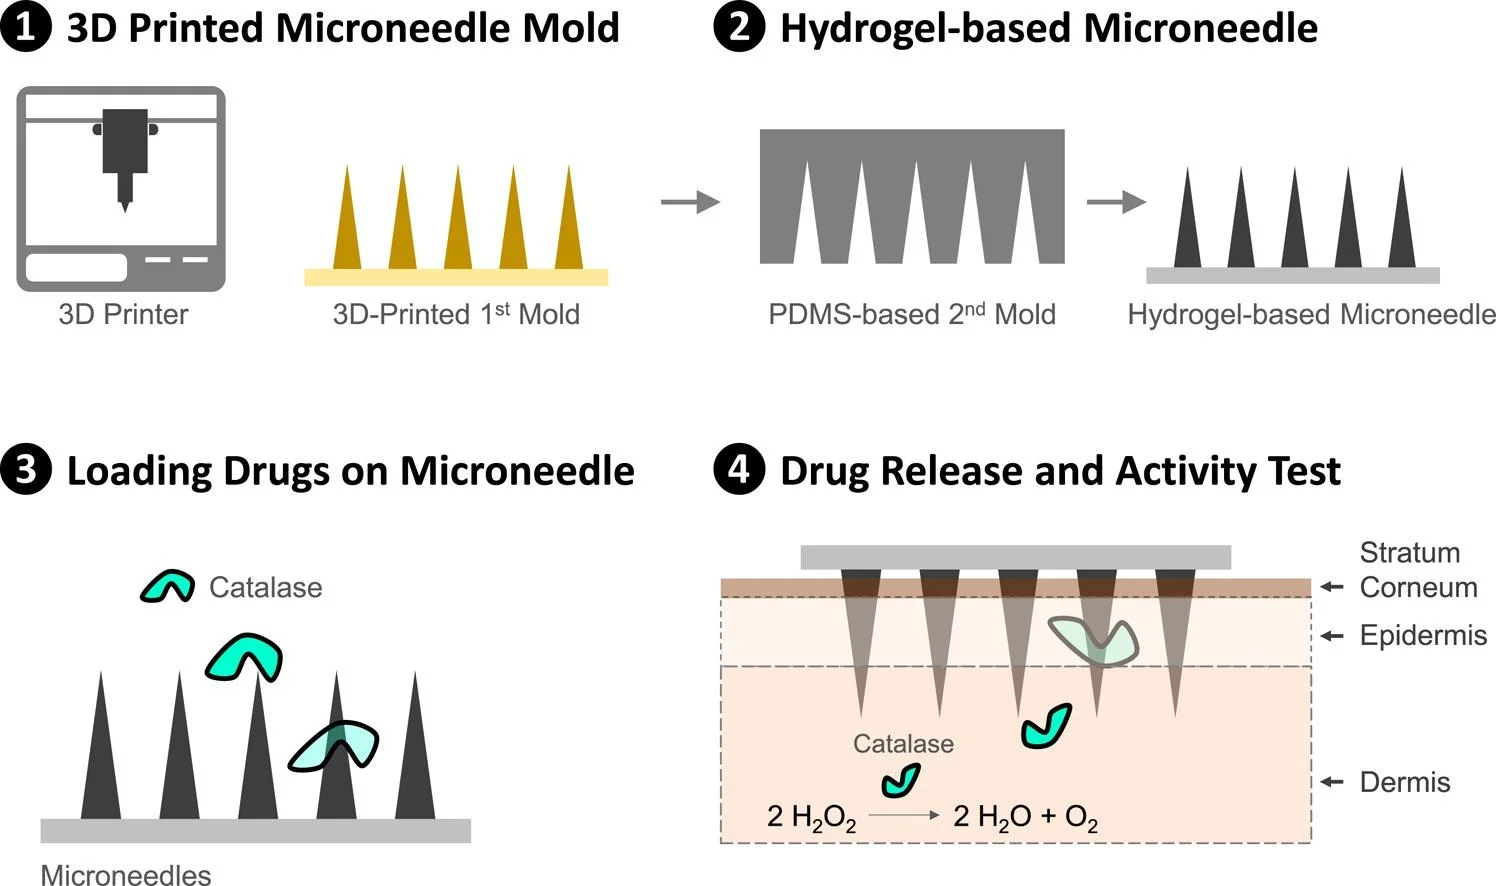 1 3D Printed Microneedle Mold
3D Printer
3D-Printed 1st Mold
2 Hydrogel-based Microneedle
PDMS-based 2nd Mold
Hydrogel-based Microneedle
3 Loading Drugs on Microneedle
Catalase
Microneedles
4 Drug Release and Activity Test
Stratum
Corneum
Epidermis
Dermis
Catalase
2 H₂O₂ → 2 H₂O + O₂